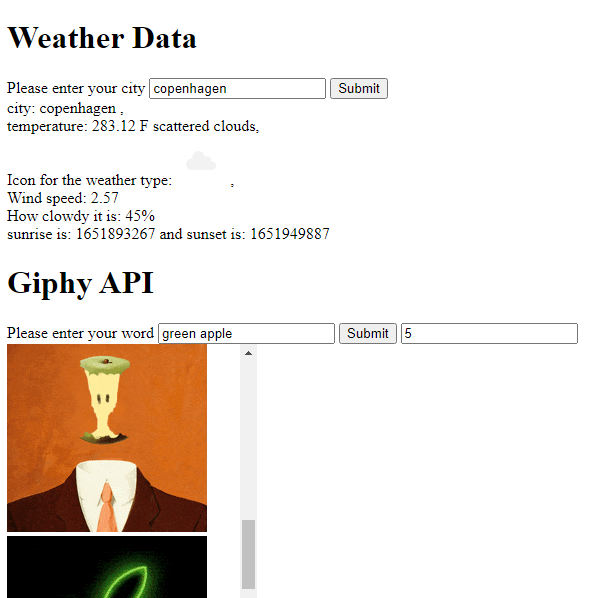 Weather Data
Please enter your city copenhagen Submit
city: copenhagen ,
temperature: 283.12 F scattered clouds,
Icon for the weather type: ,
Wind speed: 2.57
How clowdy it is: 45%
sunrise is: 1651893267 and sunset is: 1651949887
Giphy API
Please enter your word green apple Submit 5